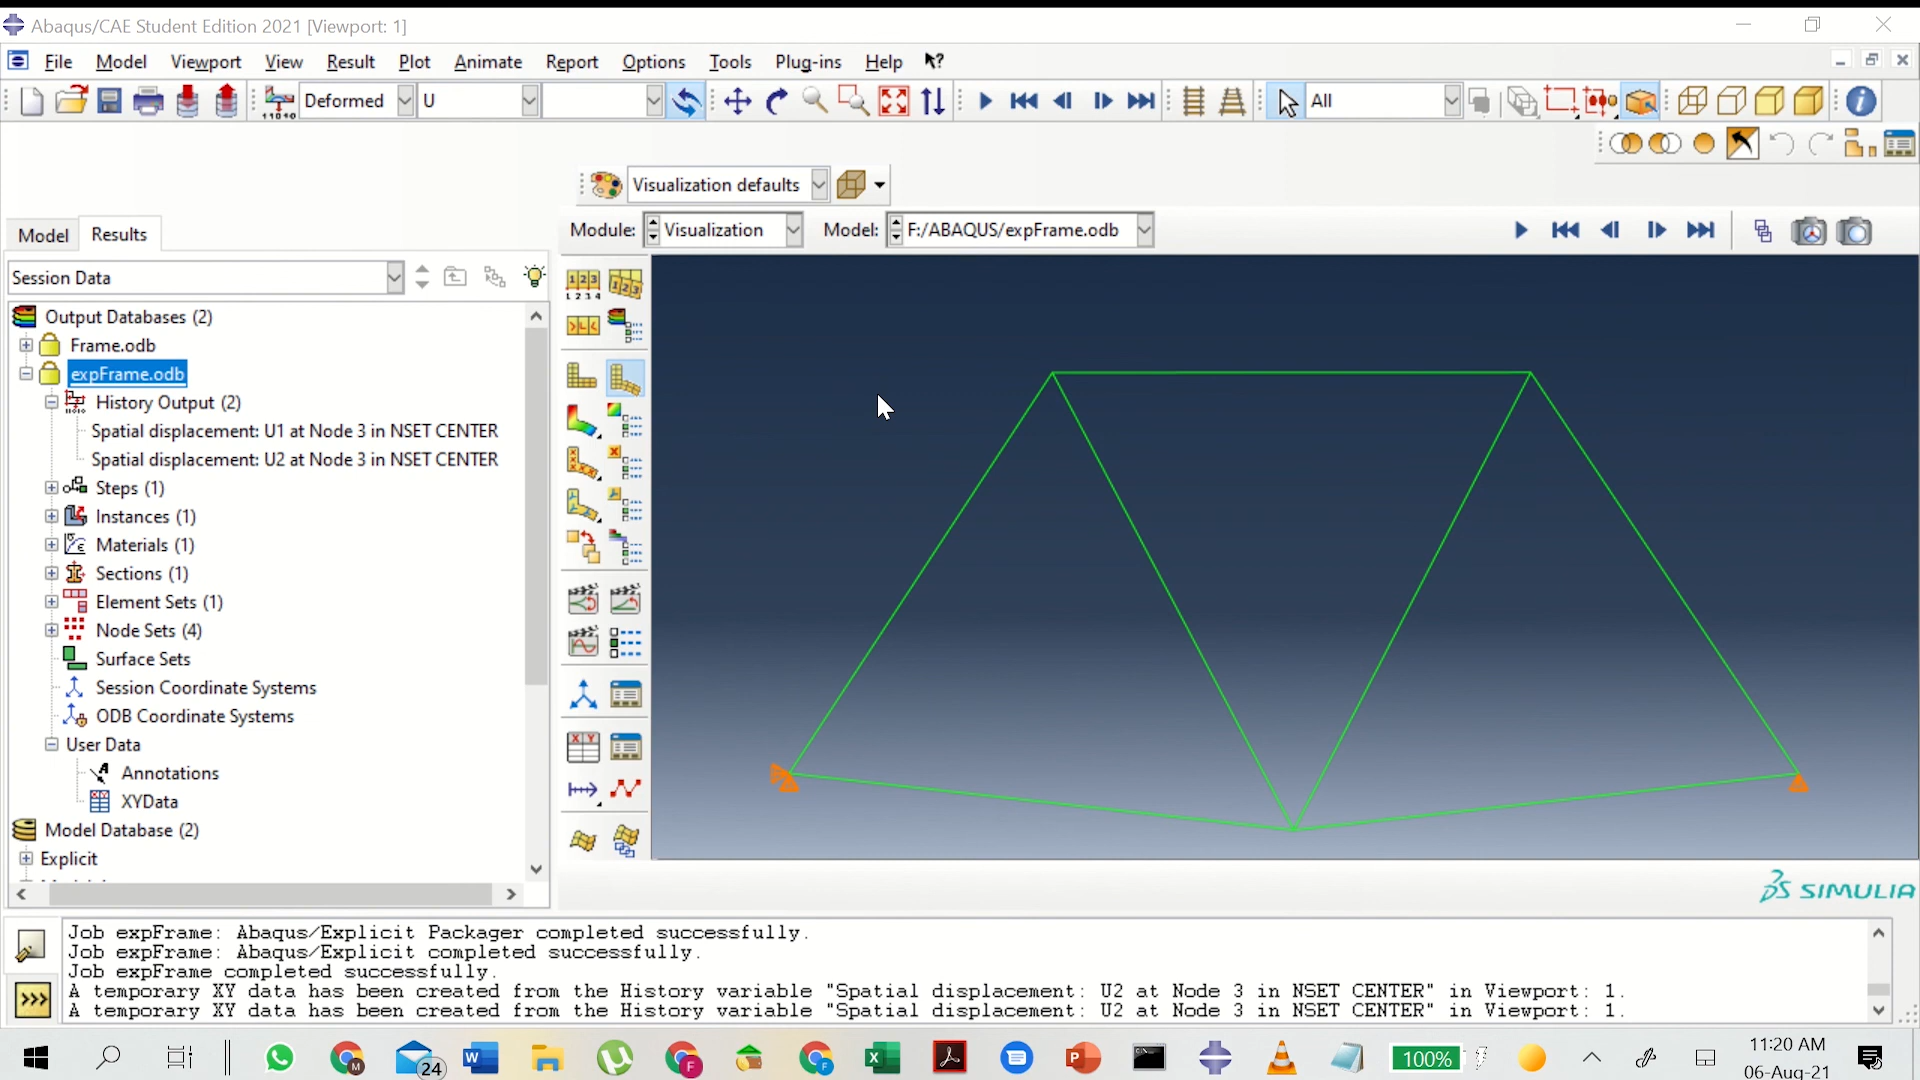 Abaqus/CAE Student Edition 2021 [Viewport: 1]
File Model Viewport View Result Plot Animate Report Options Tools Plug-ins Help
Deformed U All
Visualization defaults
Model Results
Module: Visualization Model: F:/ABAQUS/expFrame.odb
Session Data
Output Databases (2)
Frame.odb
expFrame.odb
History Output (2)
Spatial displacement: U1 at Node 3 in NSET CENTER
Spatial displacement: U2 at Node 3 in NSET CENTER
Steps (1)
Instances (1)
Materials (1)
Sections (1)
Element Sets (1)
Node Sets (4)
Surface Sets
Session Coordinate Systems
ODB Coordinate Systems
User Data
Annotations
XYData
Model Database (2)
Explicit
SIMULIA
Job expFrame: Abaqus/Explicit Packager completed successfully.
Job expFrame: Abaqus/Explicit completed successfully.
Job expFrame completed successfully.
A temporary XY data has been created from the History variable "Spatial displacement: U2 at Node 3 in NSET CENTER" in Viewport: 1.
A temporary XY data has been created from the History variable "Spatial displacement: U2 at Node 3 in NSET CENTER" in Viewport: 1.
24
100%
11:20 AM
06-Aug-21